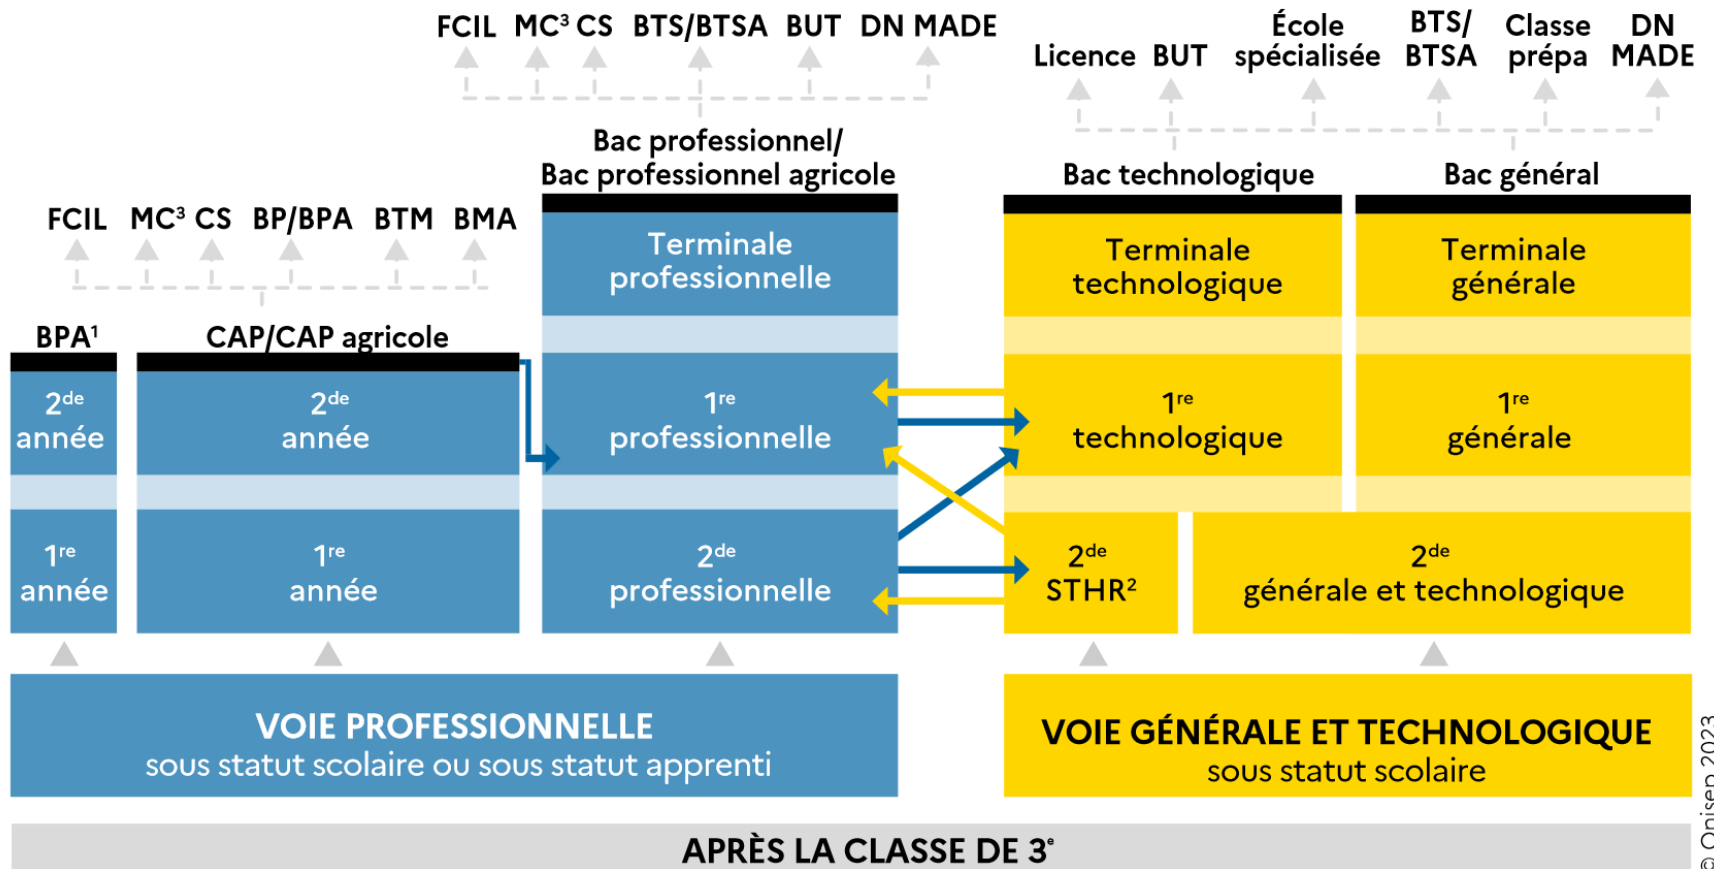 FCIL MC³ CS BTS/BTSA BUT DN MADE
Licence BUT École spécialisée BTS/BTSA Classe prépa DN MADE
Bac professionnel/
Bac professionnel agricole
Bac technologique
Bac général
FCIL MC³ CS BP/BPA BTM BMA
Terminale
professionnelle
Terminale
technologique
Terminale
générale
BPA¹
CAP/CAP agricole
2de
année
2de
année
1re
professionnelle
1re
technologique
1re
générale
1re
année
1re
année
2de
professionnelle
2de
STHR²
2de
générale et technologique
VOIE PROFESSIONNELLE
sous statut scolaire ou sous statut apprenti
VOIE GÉNÉRALE ET TECHNOLOGIQUE
sous statut scolaire
APRÈS LA CLASSE DE 3e
© Onisep 2023